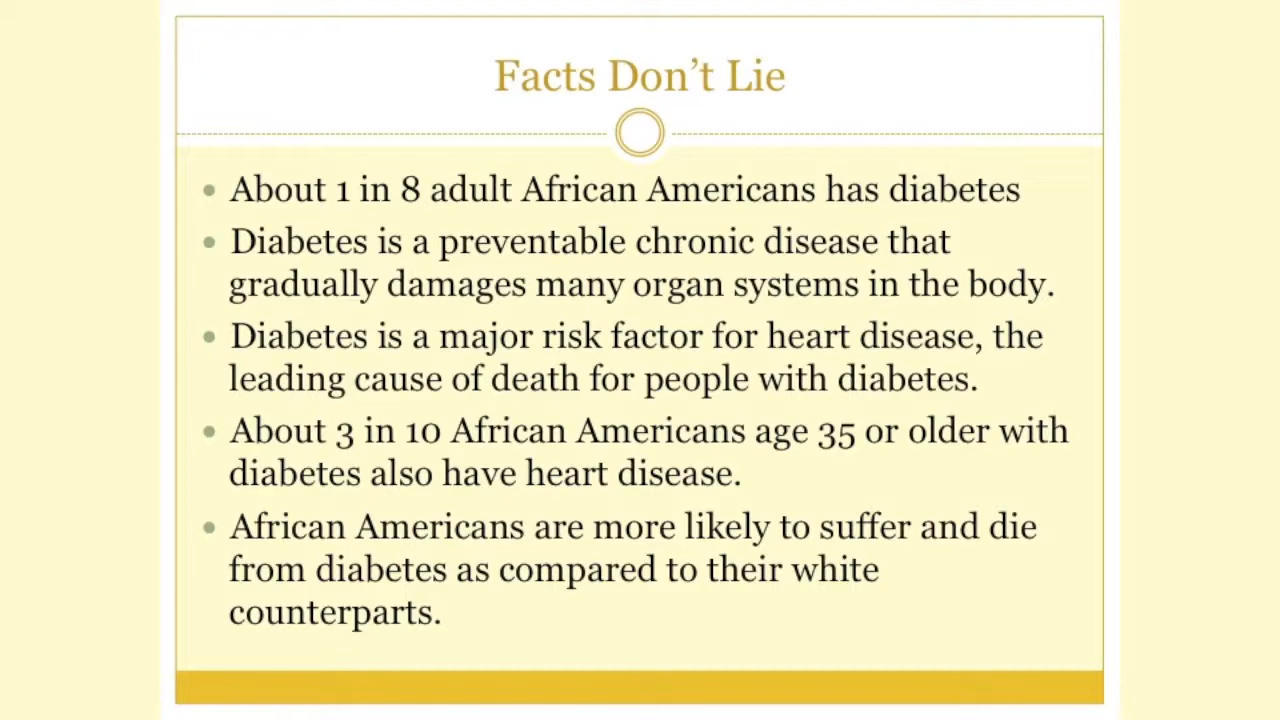 Facts Don’t Lie
• About 1 in 8 adult African Americans has diabetes
• Diabetes is a preventable chronic disease that
gradually damages many organ systems in the body.
• Diabetes is a major risk factor for heart disease, the
leading cause of death for people with diabetes.
• About 3 in 10 African Americans age 35 or older with
diabetes also have heart disease.
• African Americans are more likely to suffer and die
from diabetes as compared to their white
counterparts.